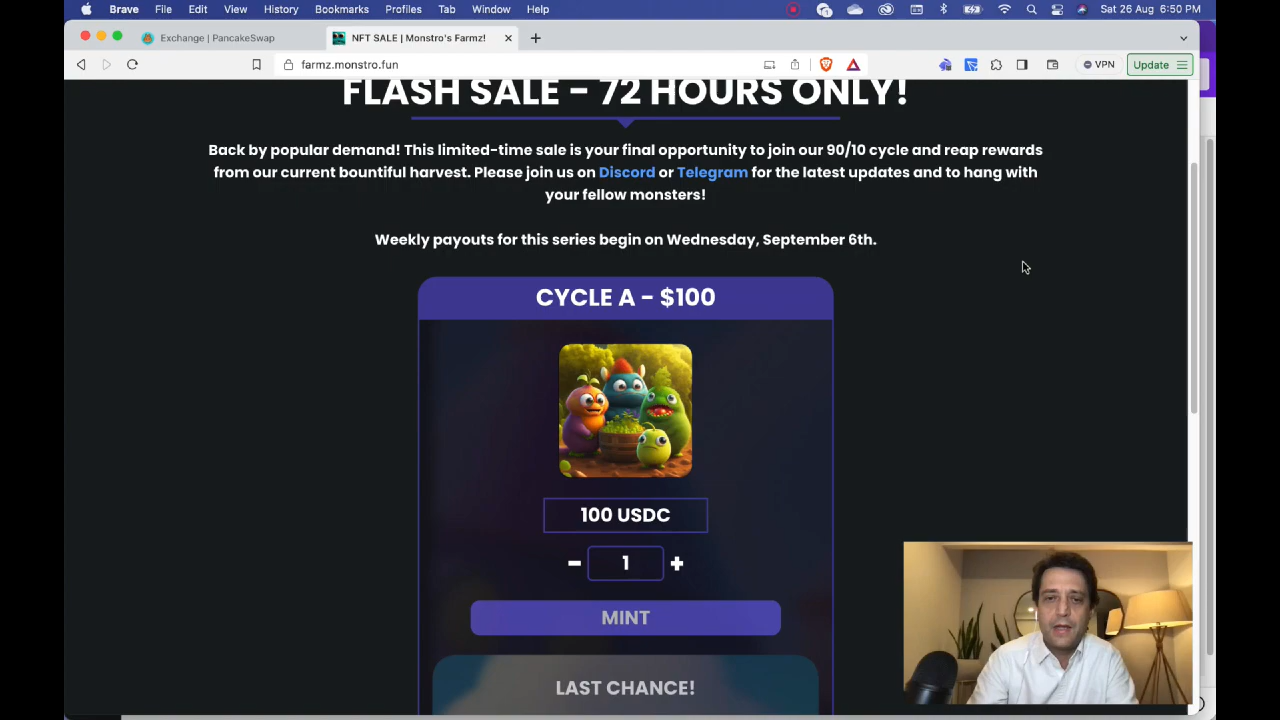 Brave File Edit View History Bookmarks Profiles Tab Window Help 1 Sat 26 Aug 6:50 PM
Exchange | PancakeSwap NFT SALE | Monstro's Farmz!
farmz.monstro.fun VPN Update
FLASH SALE - 72 HOURS ONLY!
Back by popular demand! This limited-time sale is your final opportunity to join our 90/10 cycle and reap rewards
from our current bountiful harvest. Please join us on Discord or Telegram for the latest updates and to hang with
your fellow monsters!
Weekly payouts for this series begin on Wednesday, September 6th.
CYCLE A - $100
100 USDC
- 1 +
MINT
LAST CHANCE!